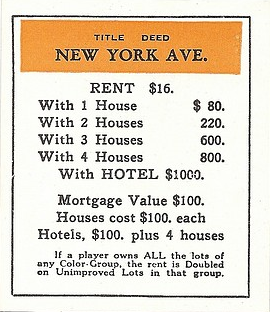 TITLE DEED
NEW YORK AVE.
RENT $16.
With 1 House $ 80.
With 2 Houses 220.
With 3 Houses 600.
With 4 Houses 800.
With HOTEL $1000.
Mortgage Value $100.
Houses cost $100. each
Hotels, $100. plus 4 houses
If a player owns ALL the lots of
any Color-Group, the rent is Doubled
on Unimproved Lots in that group.